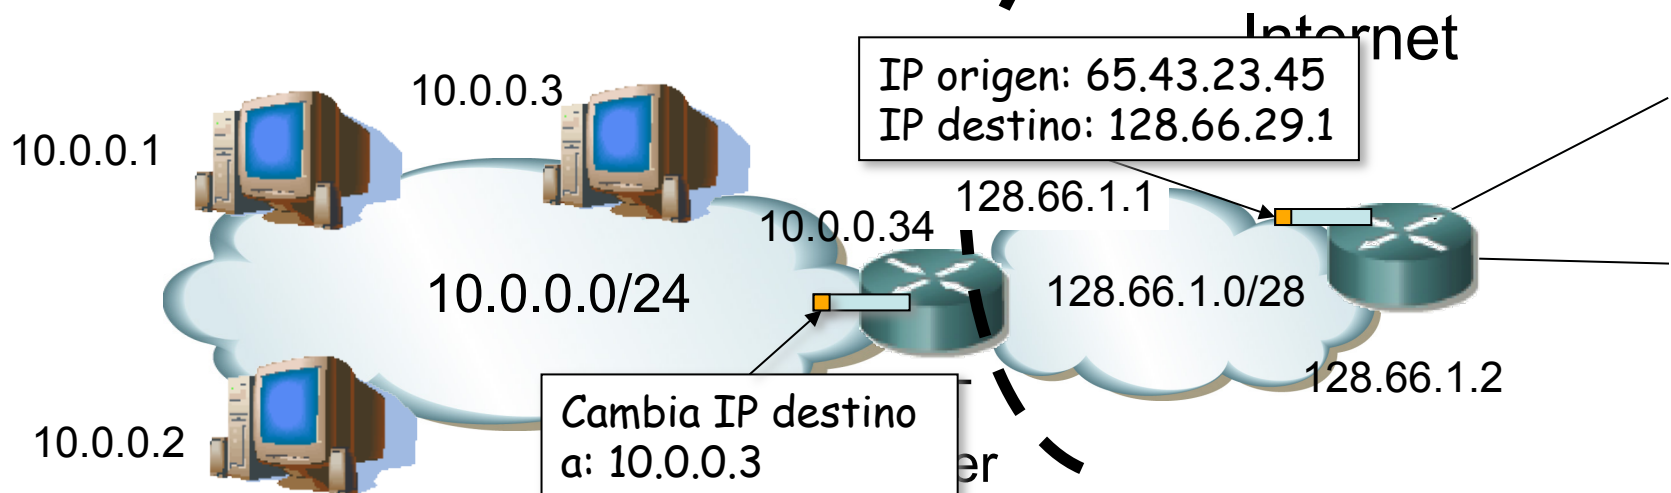 Internet
IP origen: 65.43.23.45
IP destino: 128.66.29.1
10.0.0.3
10.0.0.1
128.66.1.1
10.0.0.34
10.0.0.0/24
128.66.1.0/28
128.66.1.2
Cambia IP destino
a: 10.0.0.3
10.0.0.2